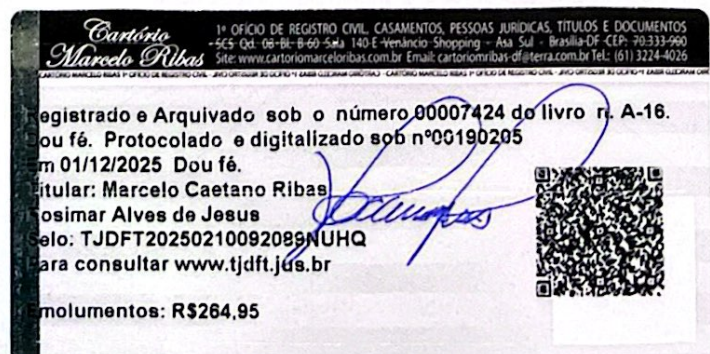 Cartório
Marcelo Ribas
1º OFÍCIO DE REGISTRO CIVIL, CASAMENTOS, PESSOAS JURÍDICAS, TÍTULOS E DOCUMENTOS
SCS Qd. 08-BL B-60 Sala 140-E-Venâncio Shopping - Asa Sul - Brasília-DF -CEP: 70.333-900
Site: www.cartoriomarceloribas.com.br Email: cartoriomribas-df@terra.com.br Tel.: (61) 3224-4026
egistrado e Arquivado sob o número 00007424 do livro n. A-16.
ou fé. Protocolado e digitalizado sob nº00190205
m 01/12/2025 Dou fé.
itular: Marcelo Caetano Ribas
osimar Alves de Jesus
elo: TJDFT20250210092089NUHQ
ara consultar www.tjdft.jus.br
Emolumentos: R$264,95